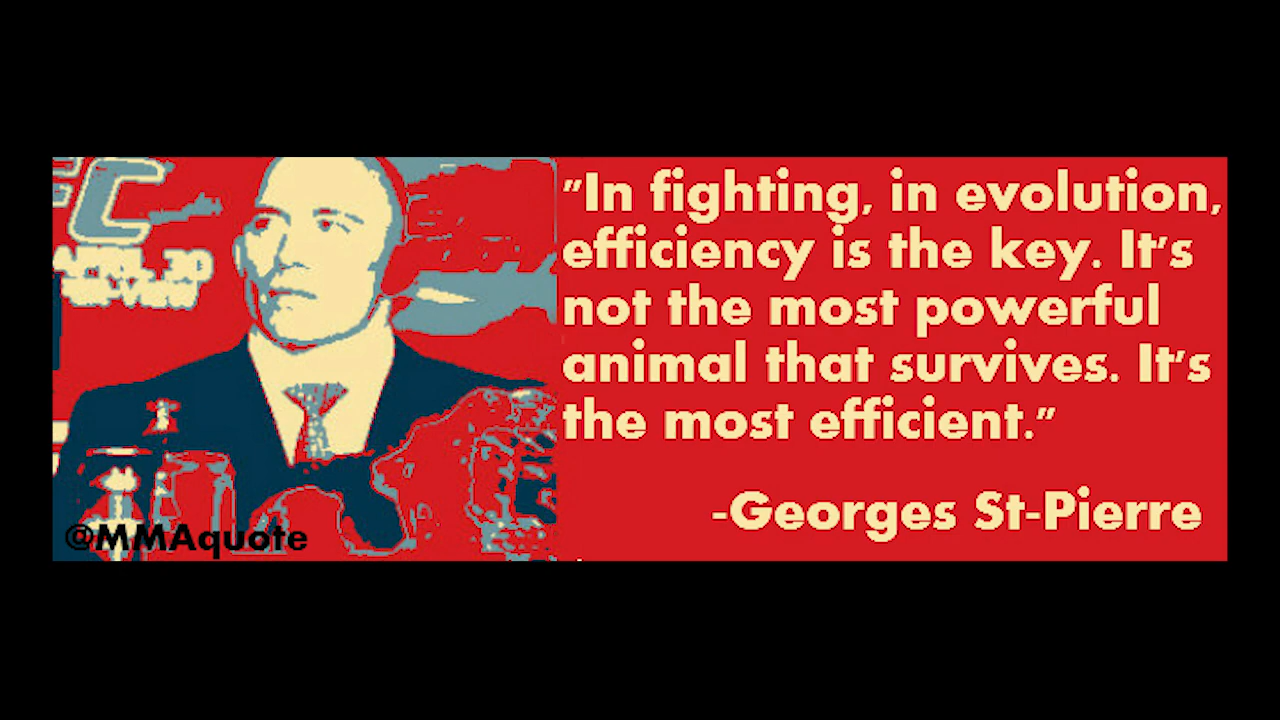 FC
"In fighting, in evolution,
efficiency is the key. It's
not the most powerful
animal that survives. It's
the most efficient."
-Georges St-Pierre
@MMAquote